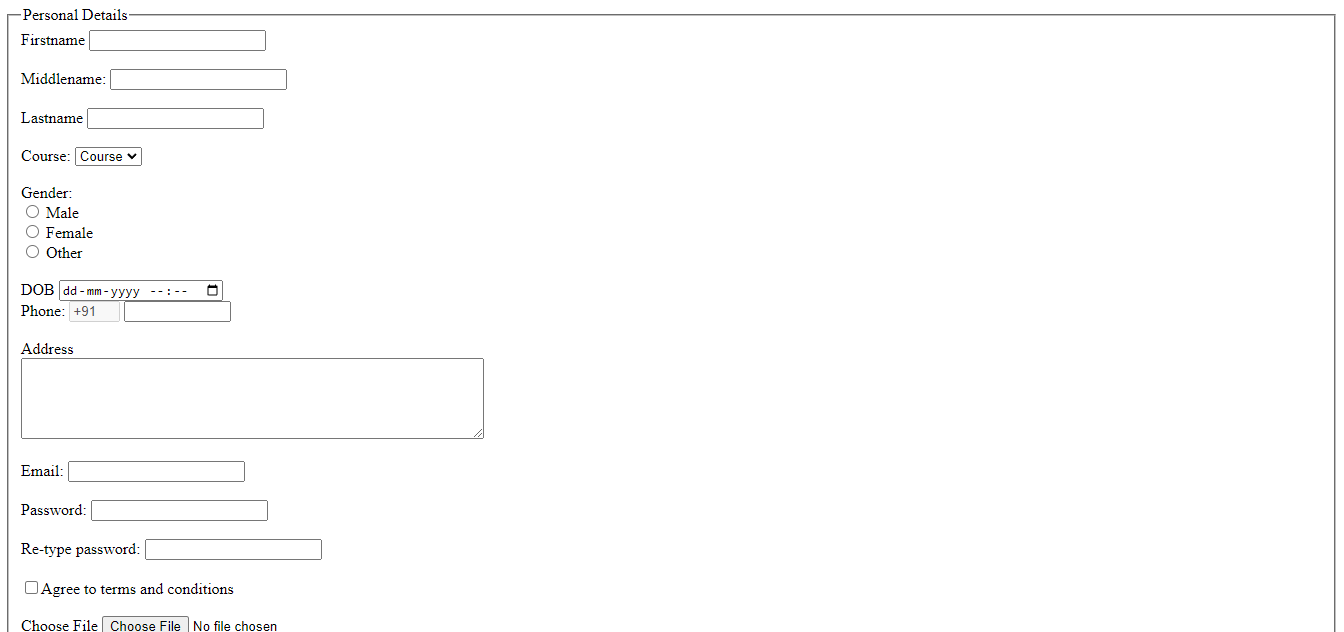 Personal Details
Firstname
Middlename:
Lastname
Course: Course
Gender:
Male
Female
Other
DOB dd-mm-yyyy --:--
Phone: +91
Address
Email:
Password:
Re-type password:
Agree to terms and conditions
Choose File Choose File No file chosen